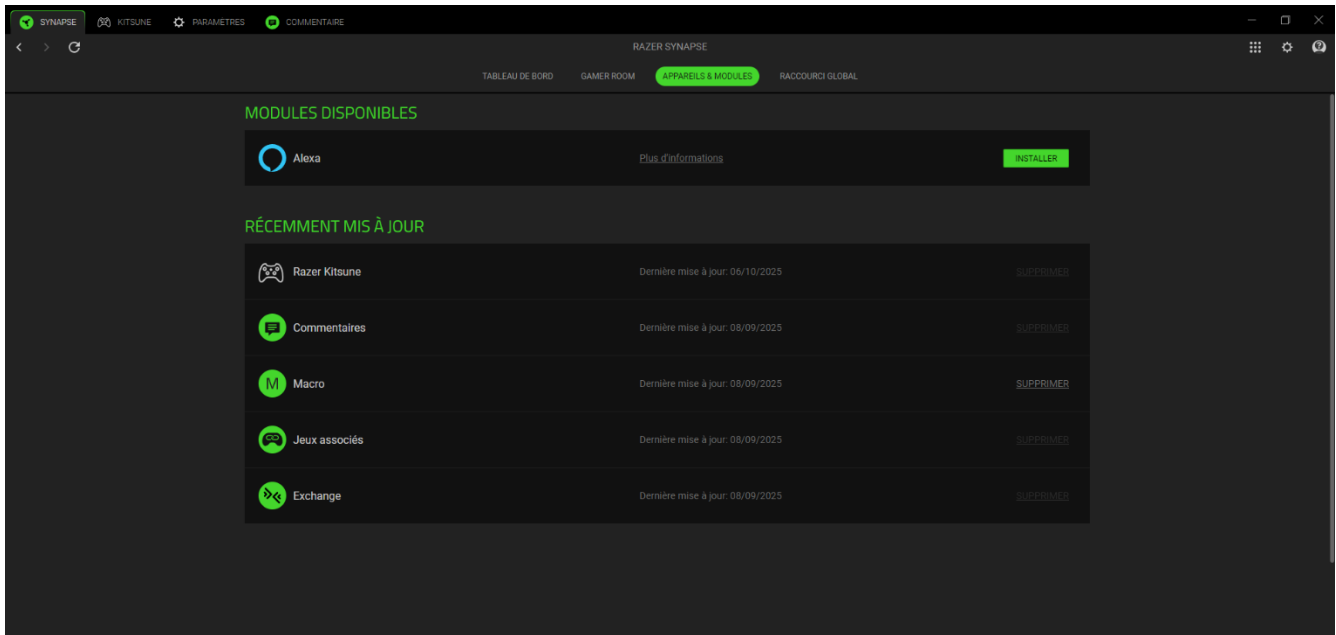 SYNAPSE KITSUNE PARAMETRES COMMENTAIRE
RAZER SYNAPSE
TABLEAU DE BORD GAMER ROOM APPAREILS & MODULES RACCOURCI GLOBAL
MODULES DISPONIBLES
Alexa Plus d'informations INSTALLER
RÉCEMMENT MIS À JOUR
Razer Kitsune Dernière mise à jour: 06/10/2025 SUPPRIMER
Commentaires Dernière mise à jour: 08/09/2025 SUPPRIMER
M Macro Dernière mise à jour: 08/09/2025 SUPPRIMER
Jeux associés Dernière mise à jour: 08/09/2025 SUPPRIMER
Exchange Dernière mise à jour: 08/09/2025 SUPPRIMER